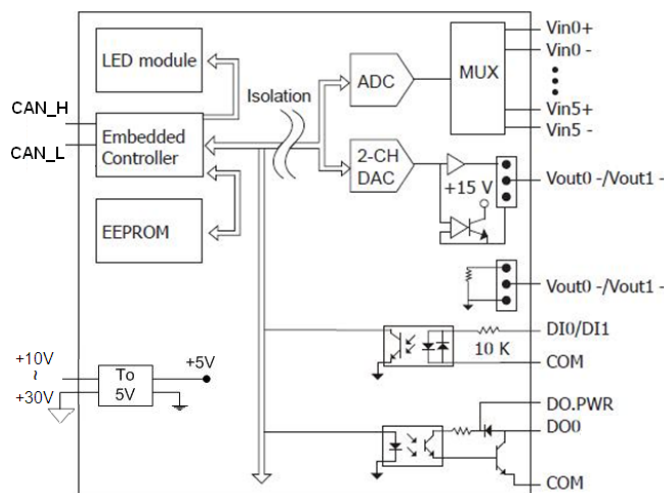 LED module
CAN_H
Embedded
Controller
CAN_L
EEPROM
Isolation
ADC
MUX
Vin0+
Vin0 -
Vin5+
Vin5 -
2-CH
DAC
+15 V
Vout0 -/Vout1 -
Vout0 -/Vout1 -
DI0/DI1
10 K
COM
+10V
~
+30V
To
5V
+5V
DO.PWR
DO0
COM